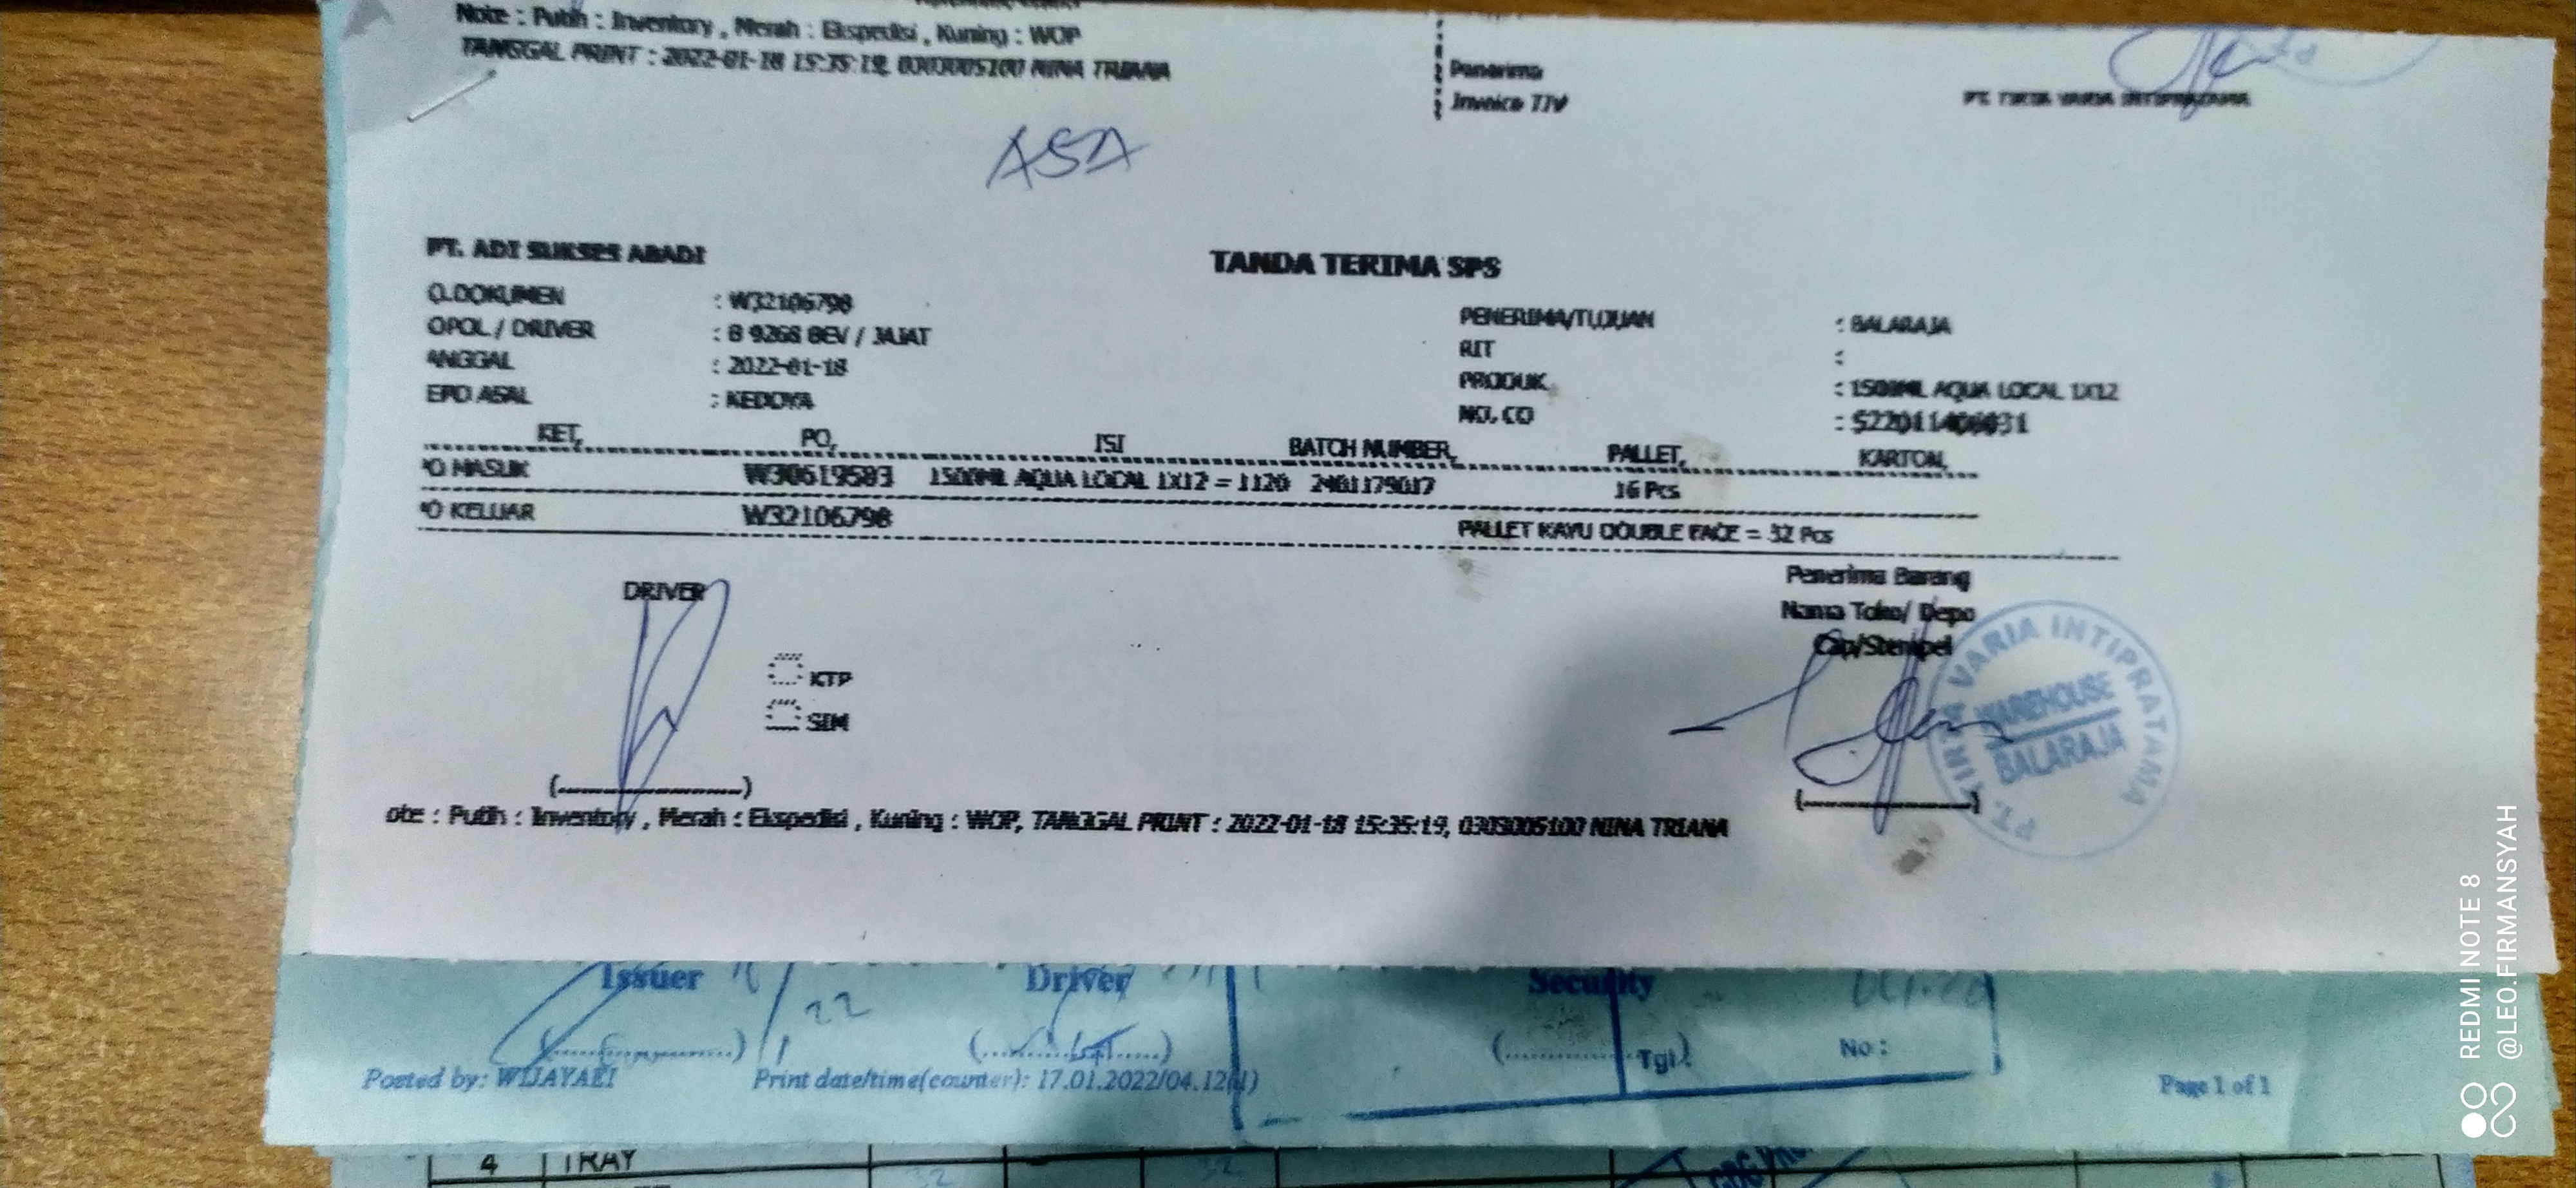 Note : Putih : Inventory , Merah : Ekspedisi , Kuning : WOP
TANGGAL PRINT : 2022-01-18 15:35:19, 0303005100 NINA TRIANA
Penerima
Invoice TIV
PT. TIRTA VARIA INTIPRATAMA
ASA
PT. ADI SUKSES ABADI
TANDA TERIMA SPS
O.DOKUMEN : W32106798
OPOL / DRIVER : B 9268 BEV / JAJAT
ANGGAL : 2022-01-18
EPO ASAL : KEDOYA
PENERIMA/TUJUAN : BALARAJA
RIT :
PRODUK : 1500ML AQUA LOCAL 1X12
NO. CO : S22011406031
KET, PO, ISI BATCH NUMBER, PALLET, KARTON,
O MASUK W30619583 1500ML AQUA LOCAL 1X12 = 1120 2401179017 16 Pcs
O KELUAR W32106798 PALLET KAYU DOUBLE FACE = 32 Pcs
DRIVER
KTP
SIM
(....................)
Penerima Barang
Nama Toko/ Depo
Cap/Stempel
(....................)
PT. TIRTA VARIA INTIPRATAMA
WAREHOUSE
BALARAJA
ote : Putih : Inventory , Merah : Ekspedisi , Kuning : WOP, TANGGAL PRINT : 2022-01-18 15:35:19, 0303005100 NINA TRIANA
Issuer Driver Security
22
Tgl: No :
Posted by: WIJAYAEI Print date/time(counter): 17.01.2022/04.12(1) Page 1 of 1
4 TRAY
REDMI NOTE 8
@LEO.FIRMANSYAH